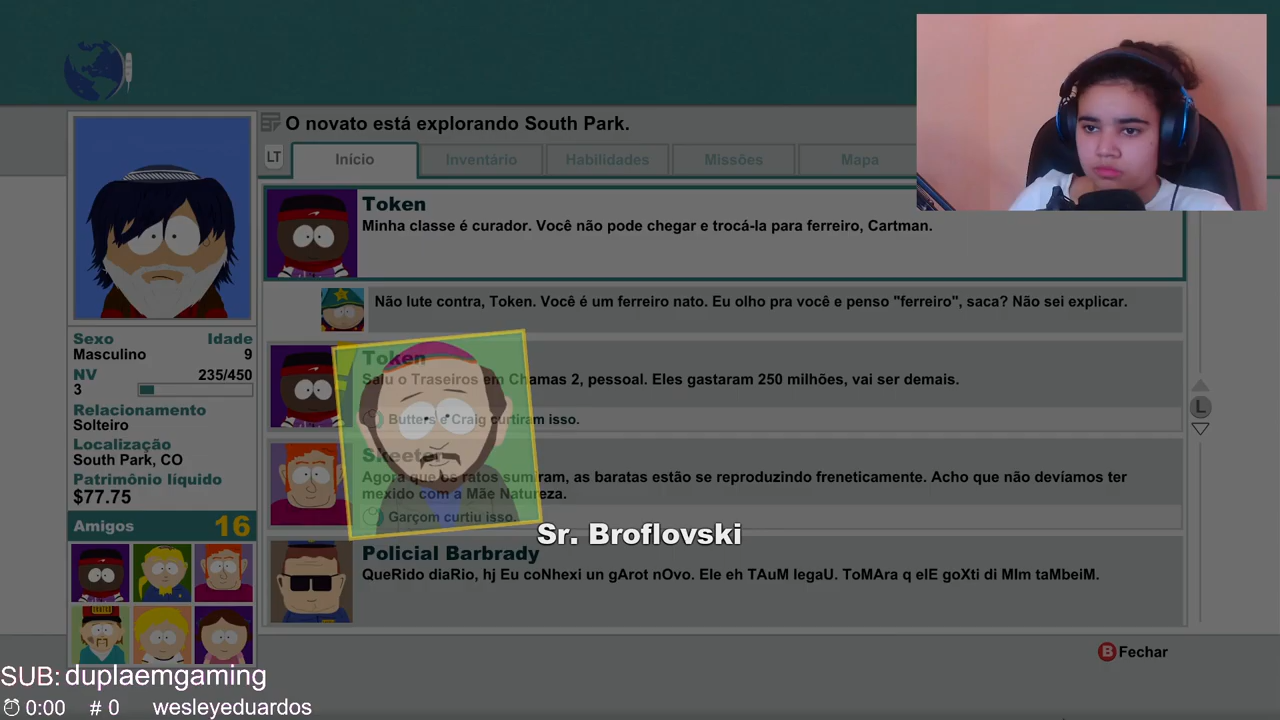 O novato está explorando South Park.
LT
Início
Inventário
Habilidades
Missões
Mapa
Token
Minha classe é curador. Você não pode chegar e trocá-la para ferreiro, Cartman.
Não lute contra, Token. Você é um ferreiro nato. Eu olho pra você e penso "ferreiro", saca? Não sei explicar.
Token
Saiu o Traseiros em Chamas 2, pessoal. Eles gastaram 250 milhões, vai ser demais.
Butters e Craig curtiram isso.
Skeeter
Agora que os ratos sumiram, as baratas estão se reproduzindo freneticamente. Acho que não devíamos ter
mexido com a Mãe Natureza.
Garçom curtiu isso.
Sr. Broflovski
Policial Barbrady
QueRido diaRio, hj Eu coNhexi un gArot nOvo. Ele eh TAuM legaU. ToMAra q elE goXti di MIm taMbeiM.
Sexo Idade
Masculino 9
NV 235/450
3
Relacionamento
Solteiro
Localização
South Park, CO
Patrimônio líquido
$77.75
Amigos 16
L
B Fechar
SUB: duplaemgaming
0:00 # 0 wesleyeduardos